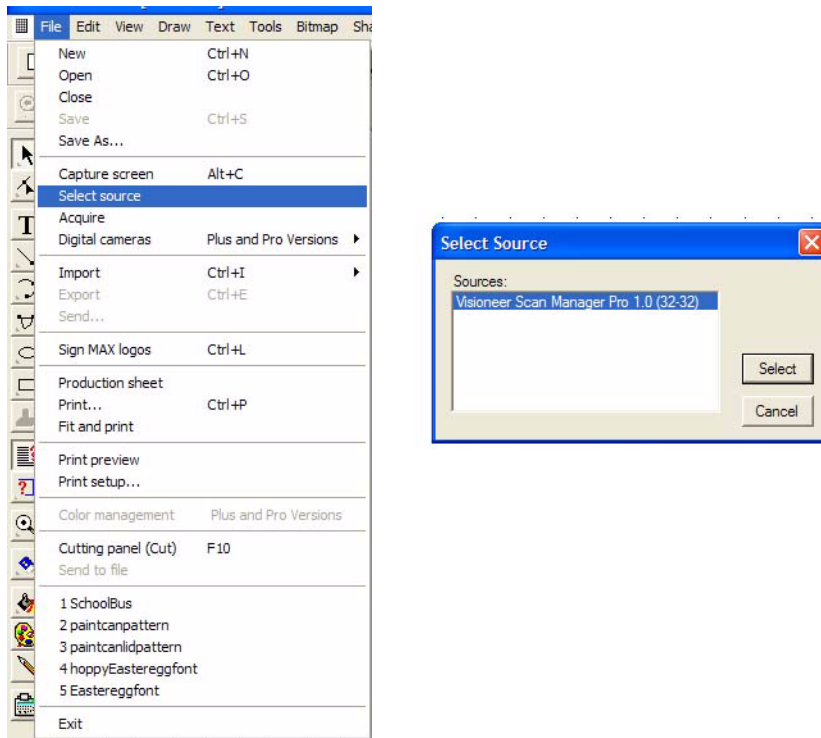 File Edit View Draw Text Tools Bitmap Sha
New Ctrl+N
Open Ctrl+O
Close
Save Ctrl+S
Save As...
Capture screen Alt+C
Select source
Acquire
Digital cameras Plus and Pro Versions
Import Ctrl+I
Export Ctrl+E
Send...
Sign MAX logos Ctrl+L
Production sheet
Print... Ctrl+P
Fit and print
Print preview
Print setup...
Color management Plus and Pro Versions
Cutting panel (Cut) F10
Send to file
1 SchoolBus
2 paintcanpattern
3 paintcanlidpattern
4 hoppyEastereggfont
5 Eastereggfont
Exit
Select Source
Sources:
Visioneer Scan Manager Pro 1.0 (32-32)
Select
Cancel